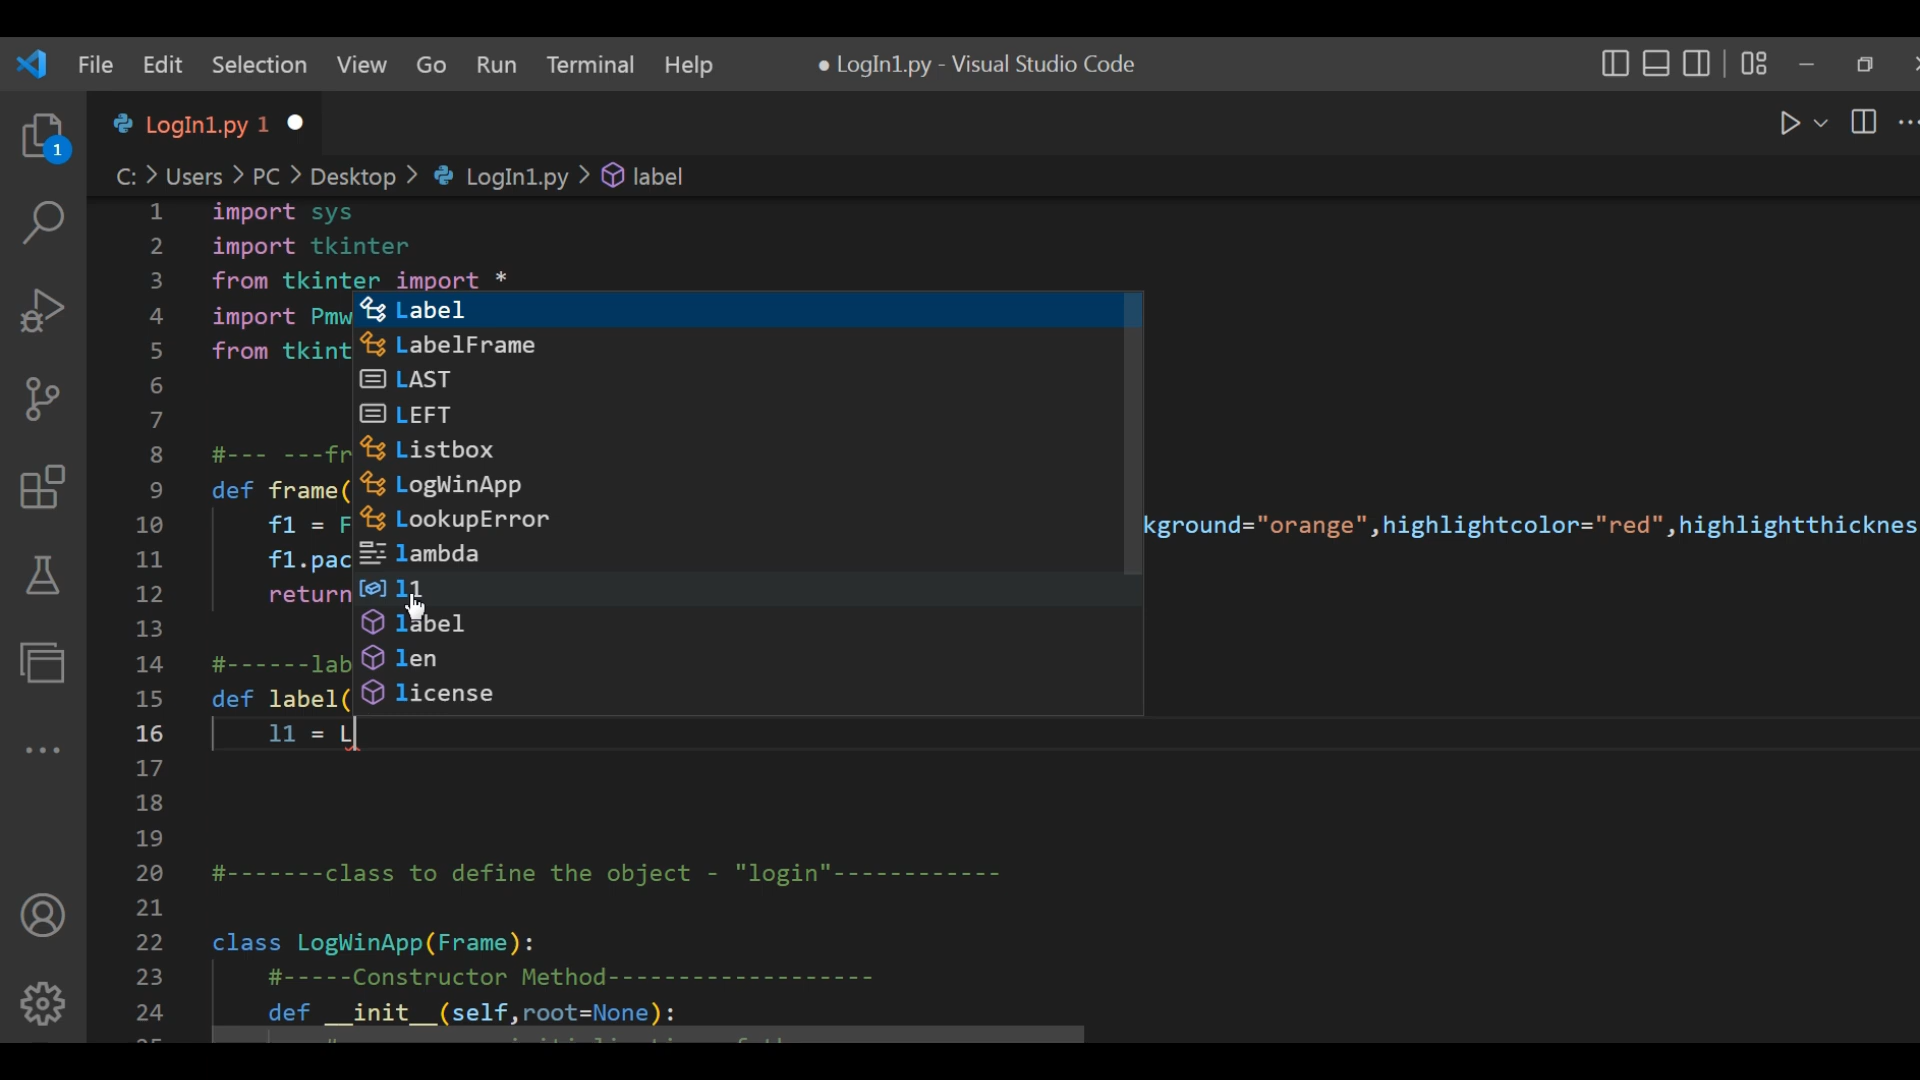 File Edit Selection View Go Run Terminal Help ● LogIn1.py - Visual Studio Code
LogIn1.py 1 ●
1
C: > Users > PC > Desktop > LogIn1.py > label
1 import sys
2 import tkinter
3 from tkinter import *
4 import Pmw
5 from tkint
6
7
8 #--- ---fr
9 def frame(
10 f1 = F kground="orange",highlightcolor="red",highlightthicknes
11 f1.pac
12 return
13
14 #------lab
15 def label(
Label
LabelFrame
LAST
LEFT
Listbox
LogWinApp
LookupError
lambda
l1
label
len
license
16 l1 = L
17
18
19
20 #-------class to define the object - "login"------------
21
22 class LogWinApp(Frame):
23 #-----Constructor Method-------------------
24 def __init__(self,root=None):